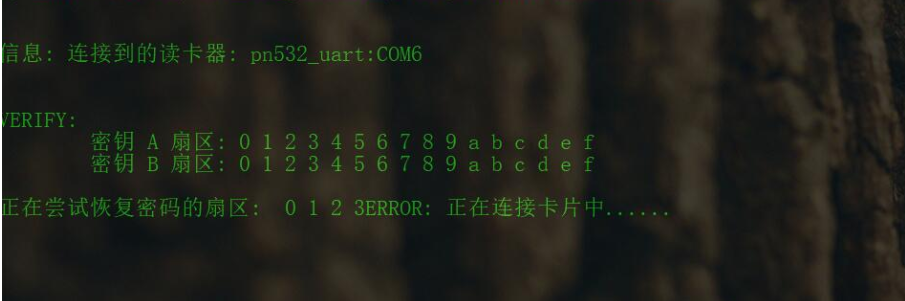 信息: 连接到的读卡器: pn532_uart:COM6
VERIFY:
密钥 A 扇区: 0 1 2 3 4 5 6 7 8 9 a b c d e f
密钥 B 扇区: 0 1 2 3 4 5 6 7 8 9 a b c d e f
正在尝试恢复密码的扇区: 0 1 2 3ERROR: 正在连接卡片中......